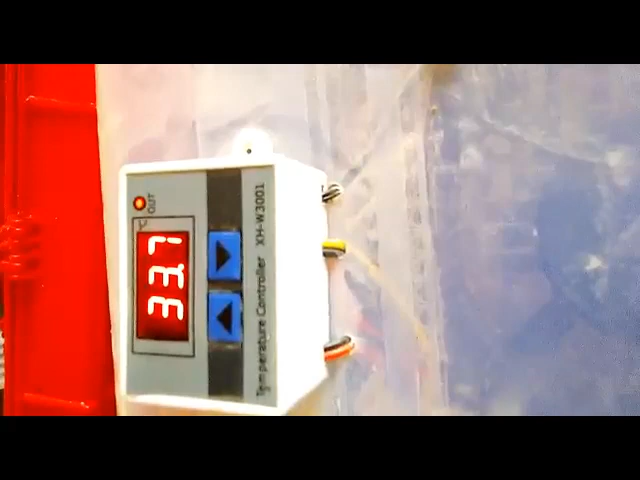 OUT
℃
33.7
Temperature Controller XH-W3001